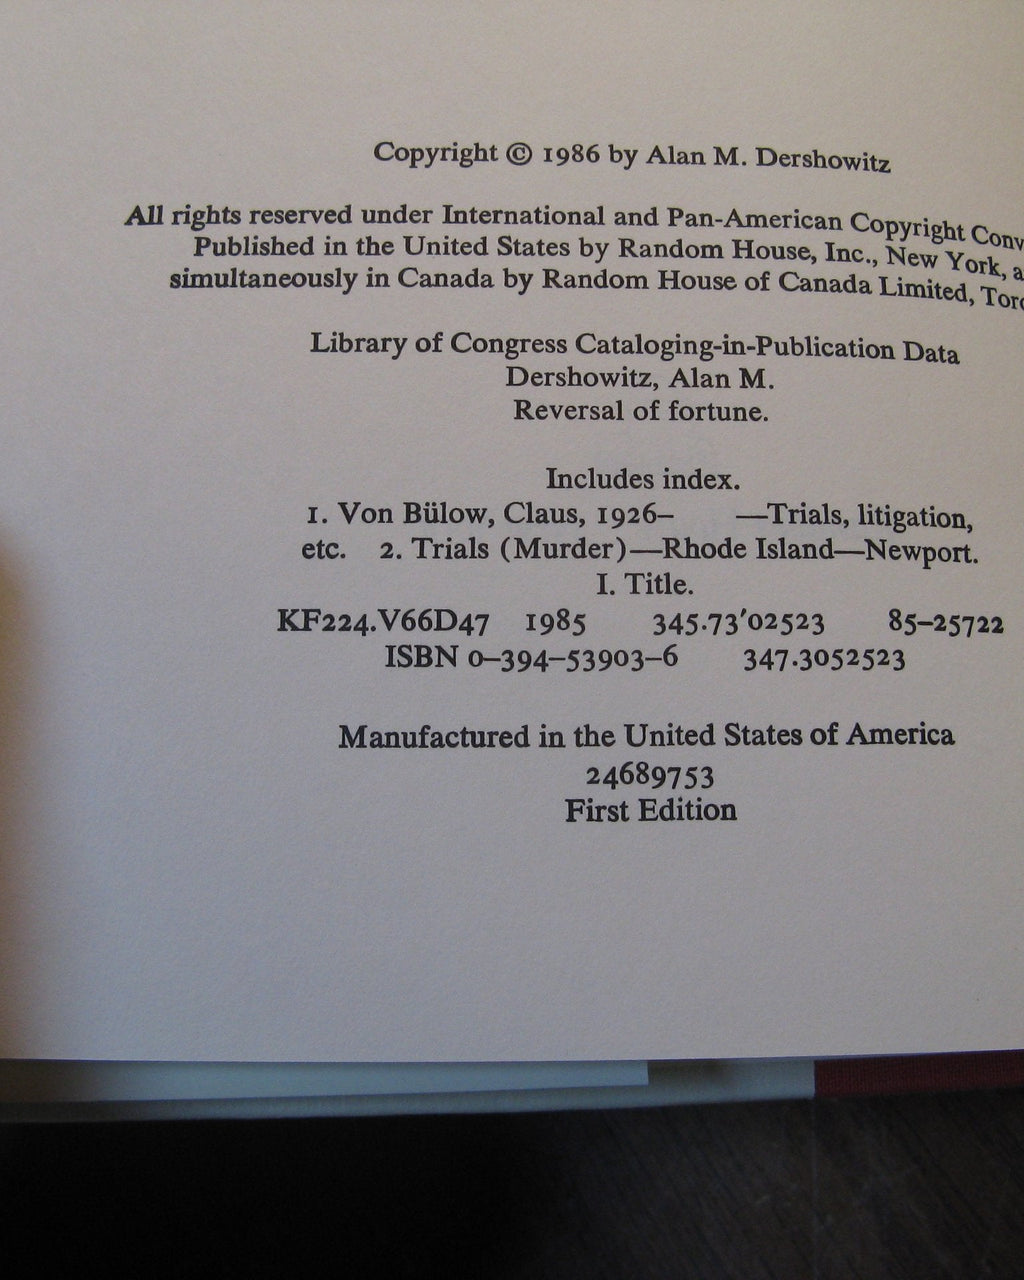 Copyright © 1986 by Alan M. Dershowitz
All rights reserved under International and Pan-American Copyright
Published in the United States by Random House, Inc., New York,
simultaneously in Canada by Random House of Canada Limited,
Library of Congress Cataloging-in-Publication Data
Dershowitz, Alan M.
Reversal of fortune.
Includes index.
1. Von Bülow, Claus, 1926– —Trials, litigation,
etc. 2. Trials (Murder)—Rhode Island—Newport.
I. Title.
KF224.V66D47 1985 345.73′02523 85–25722
ISBN 0–394–53903–6 347.3052523
Manufactured in the United States of America
24689753
First Edition